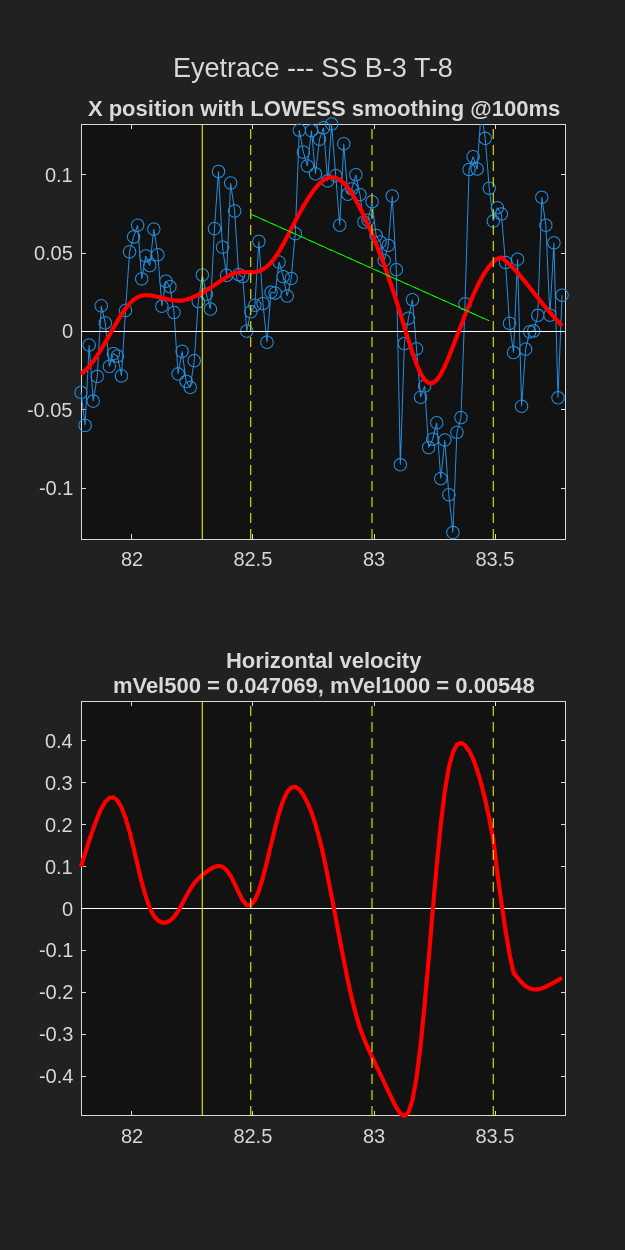 Eyetrace --- SS B-3 T-8
X position with LOWESS smoothing @100ms
0.1
0.05
0
-0.05
-0.1
82 82.5 83 83.5
Horizontal velocity
mVel500 = 0.047069, mVel1000 = 0.00548
0.4
0.3
0.2
0.1
0
-0.1
-0.2
-0.3
-0.4
82 82.5 83 83.5